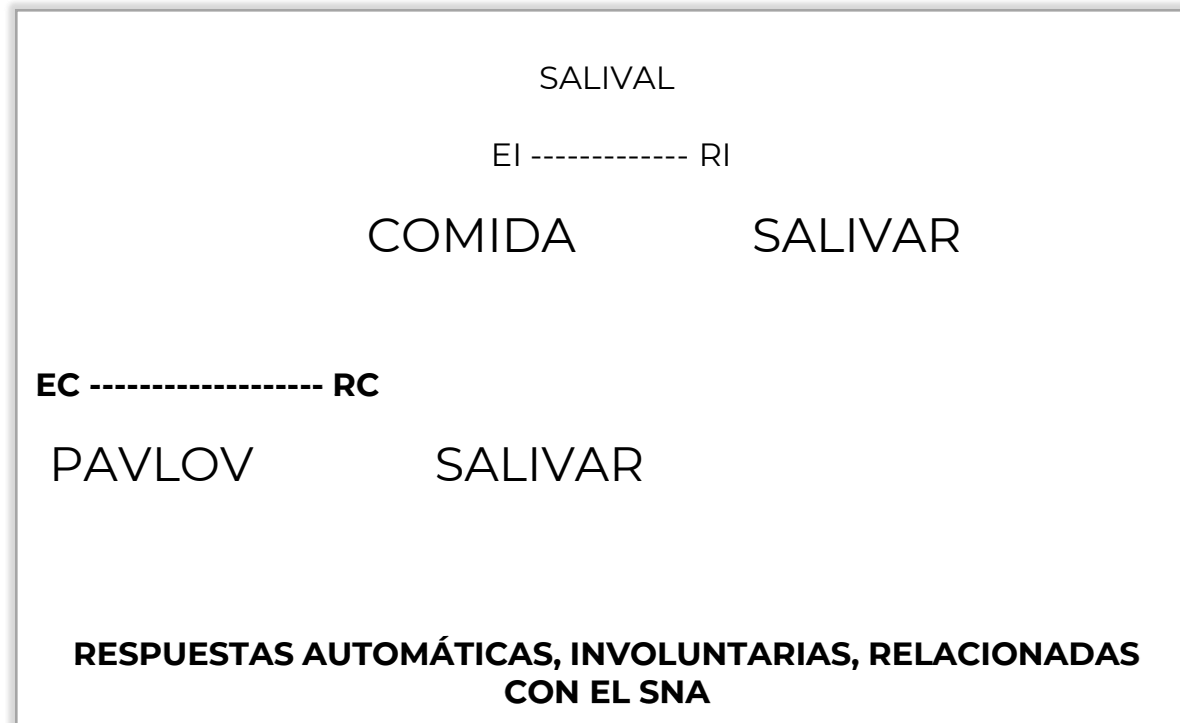 SALIVAL
EI ------------- RI
COMIDA SALIVAR
EC ------------------- RC
PAVLOV SALIVAR
RESPUESTAS AUTOMÁTICAS, INVOLUNTARIAS, RELACIONADAS
CON EL SNA